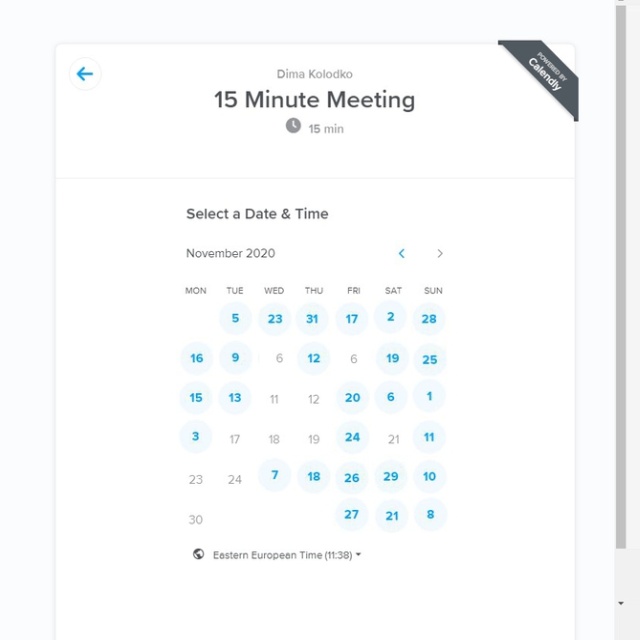 POWERED BY
Calendly
Dima Kolodko
15 Minute Meeting
15 min
Select a Date & Time
November 2020
MON TUE WED THU FRI SAT SUN
5 23 31 17 2 28
16 9 6 12 6 19 25
15 13 11 12 20 6 1
3 17 18 19 24 21 11
23 24 7 18 26 29 10
30 27 21 8
Eastern European Time (11:38)